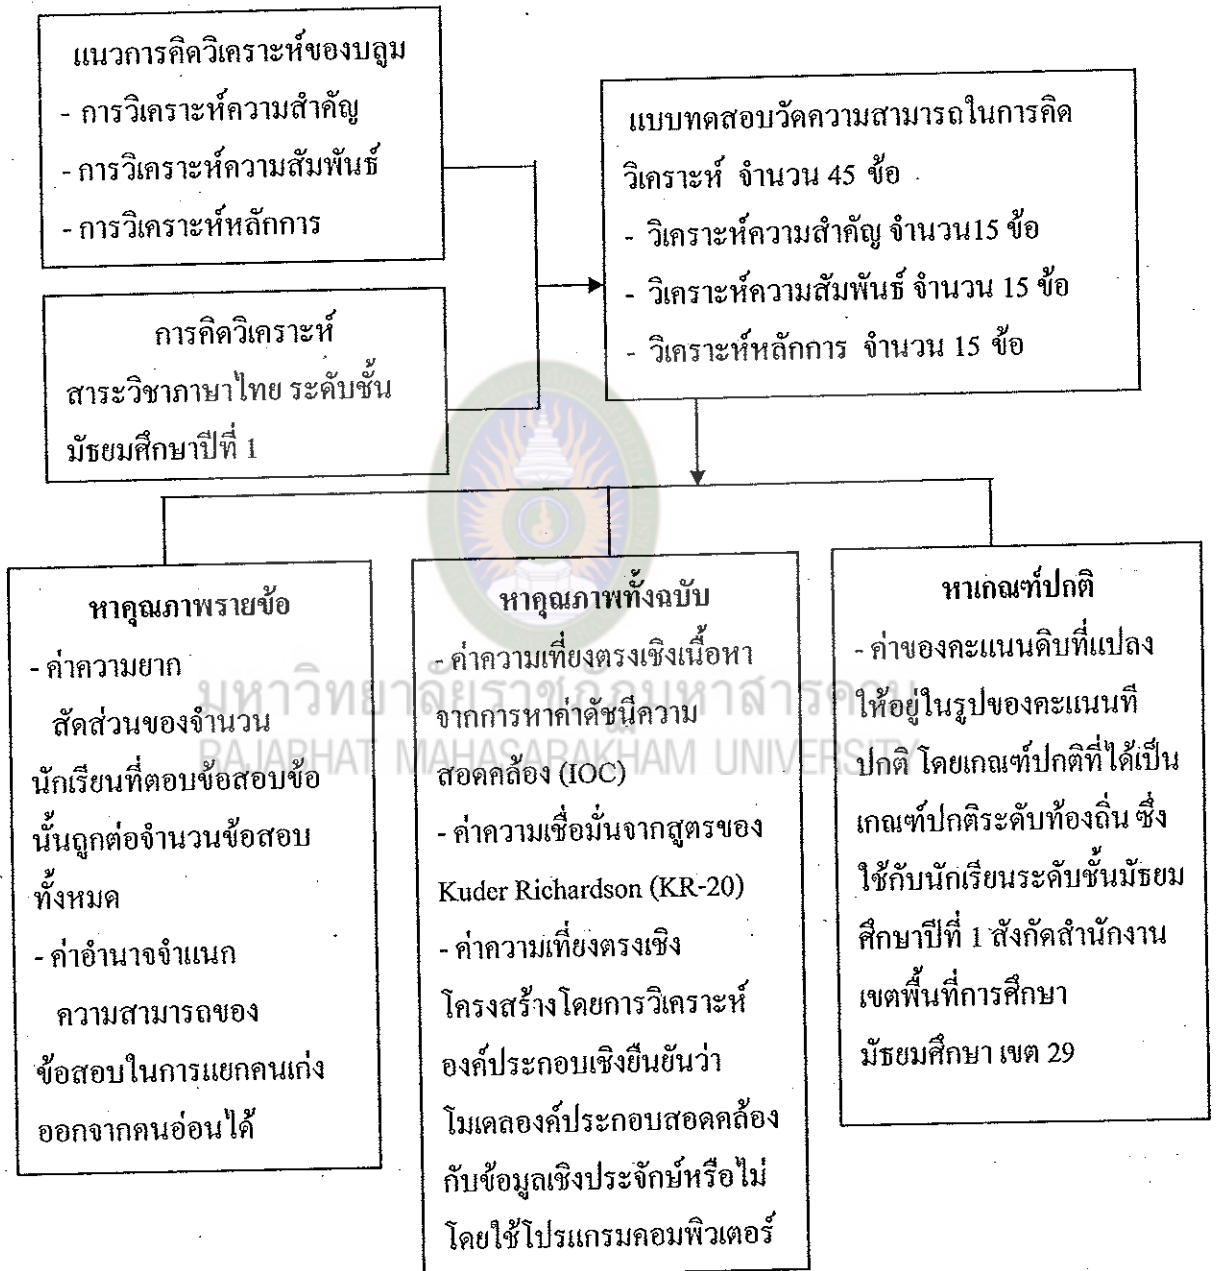 แนวการคิดวิเคราะห์ของบลูม
- การวิเคราะห์ความสำคัญ
- การวิเคราะห์ความสัมพันธ์
- การวิเคราะห์หลักการ
การคิดวิเคราะห์
สาระวิชาภาษาไทย ระดับชั้น
มัธยมศึกษาปีที่ 1
แบบทดสอบวัดความสามารถในการคิด
วิเคราะห์ จำนวน 45 ข้อ
- วิเคราะห์ความสำคัญ จำนวน15 ข้อ
- วิเคราะห์ความสัมพันธ์ จำนวน 15 ข้อ
- วิเคราะห์หลักการ จำนวน 15 ข้อ
หาคุณภาพรายข้อ
- ค่าความยาก
สัดส่วนของจำนวน
นักเรียนที่ตอบข้อสอบข้อ
นั้นถูกต่อจำนวนข้อสอบ
ทั้งหมด
- ค่าอำนาจจำแนก
ความสามารถของ
ข้อสอบในการแยกคนเก่ง
ออกจากคนอ่อนได้
หาคุณภาพทั้งฉบับ
- ค่าความเที่ยงตรงเชิงเนื้อหา
จากการหาค่าดัชนีความ
สอดคล้อง (IOC)
- ค่าความเชื่อมั่นจากสูตรของ
Kuder Richardson (KR-20)
- ค่าความเที่ยงตรงเชิง
โครงสร้างโดยการวิเคราะห์
องค์ประกอบเชิงยืนยันว่า
โมเดลองค์ประกอบสอดคล้อง
กับข้อมูลเชิงประจักษ์หรือไม่
โดยใช้โปรแกรมคอมพิวเตอร์
หาเกณฑ์ปกติ
- ค่าของคะแนนดิบที่แปลง
ให้อยู่ในรูปของคะแนนที
ปกติ โดยเกณฑ์ปกติที่ได้เป็น
เกณฑ์ปกติระดับท้องถิ่น ซึ่ง
ใช้กับนักเรียนระดับชั้นมัธยม
ศึกษาปีที่ 1 สังกัดสำนักงาน
เขตพื้นที่การศึกษา
มัธยมศึกษา เขต 29
มหาวิทยาลัยราชภัฏมหาสารคาม
RAJABHAT MAHASARAKHAM UNIVERSITY